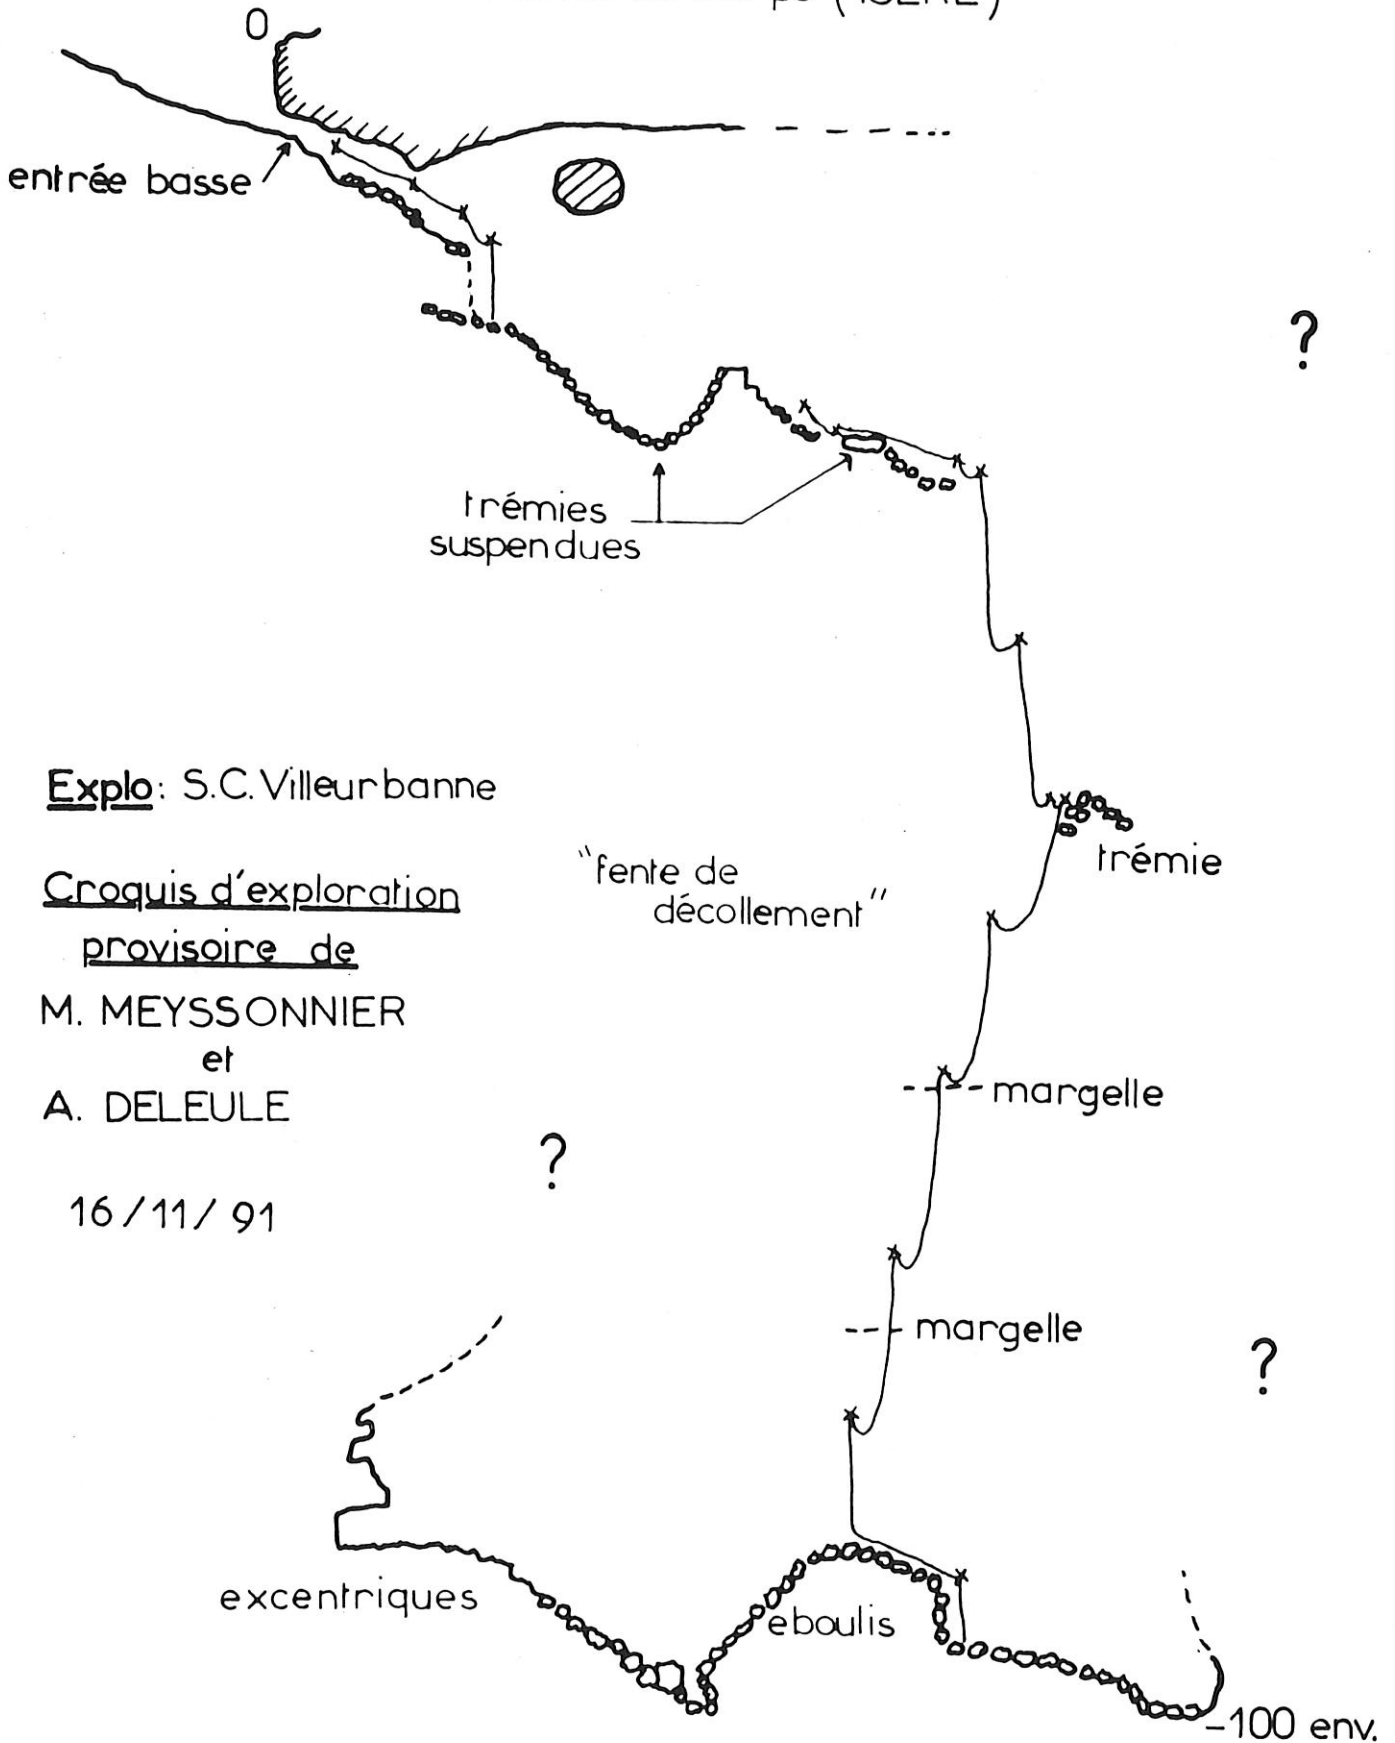 (ISERE)
0
entrée basse
?
trémies
suspendues
Explo: S.C. Villeurbanne
trémie
"fente de
décollement"
Croquis d'exploration
provisoire de
M. MEYSSONNIER
et
A. DELEULE
margelle
?
16/11/91
margelle
?
excentriques
eboulis
-100 env.